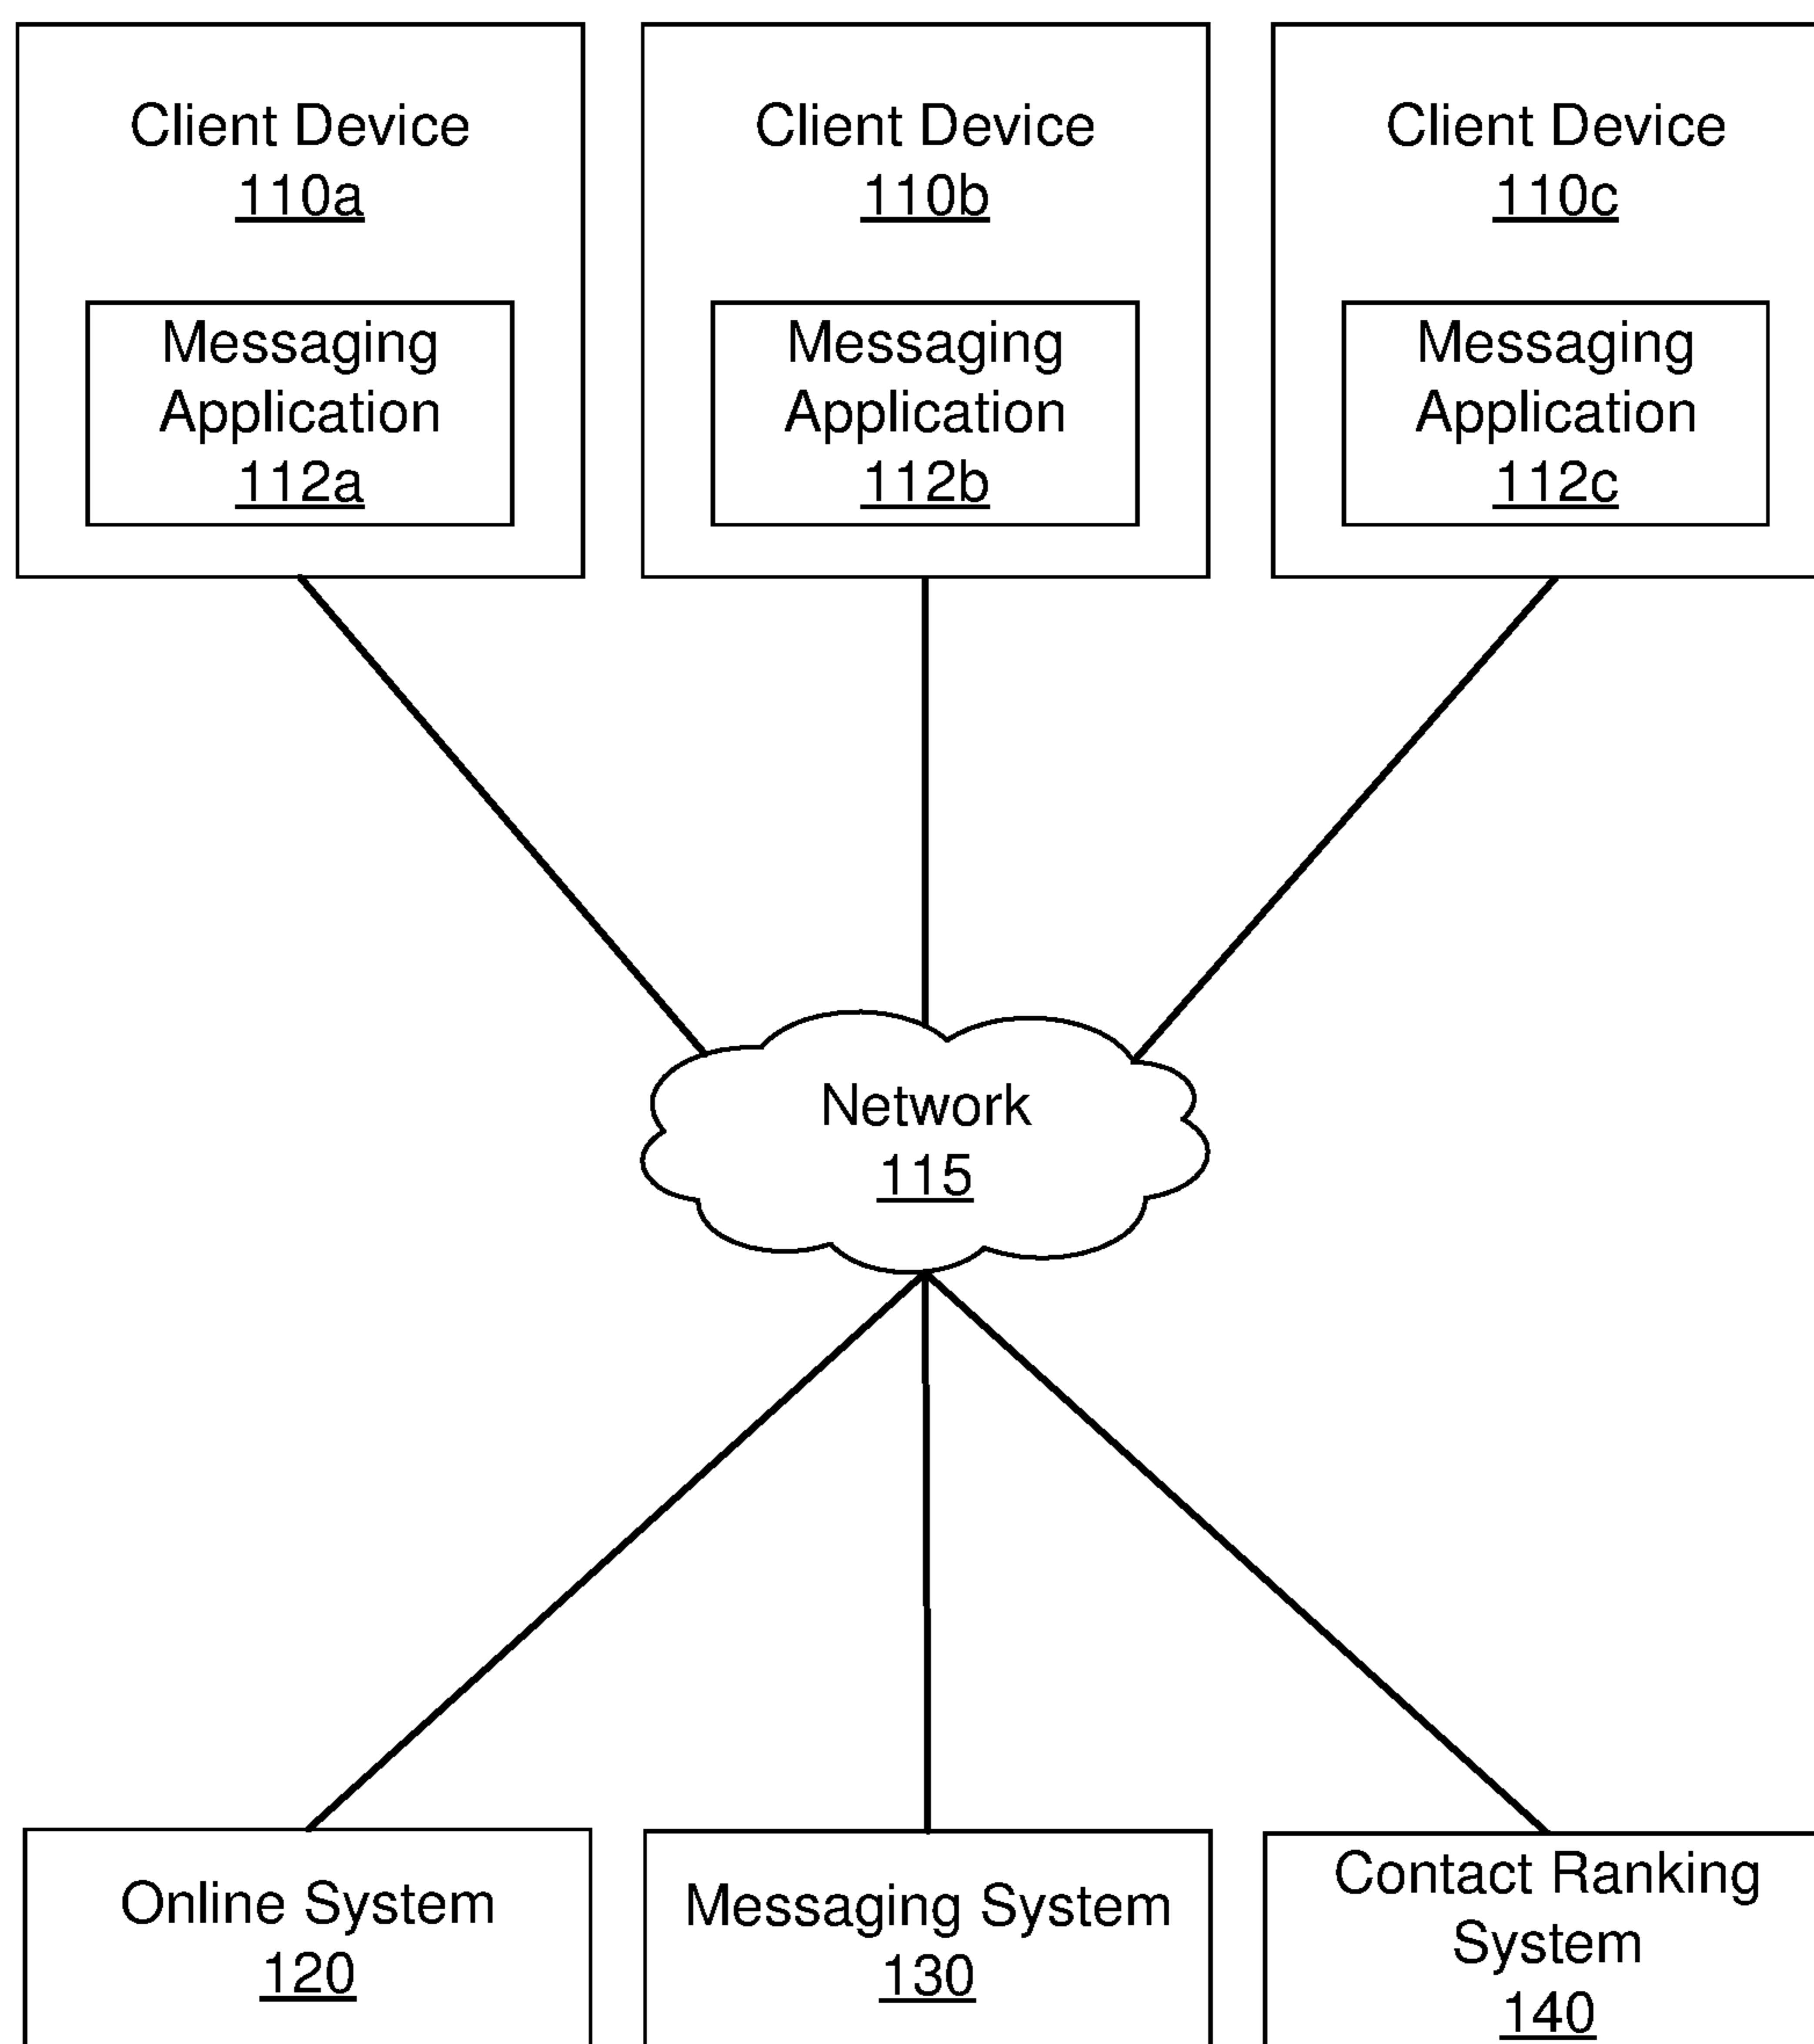 Client Device
110a
Messaging
Application
112a
Client Device
110b
Messaging
Application
112b
Client Device
110c
Messaging
Application
112c
Network
115
Online System
120
Messaging System
130
Contact Ranking
System
140